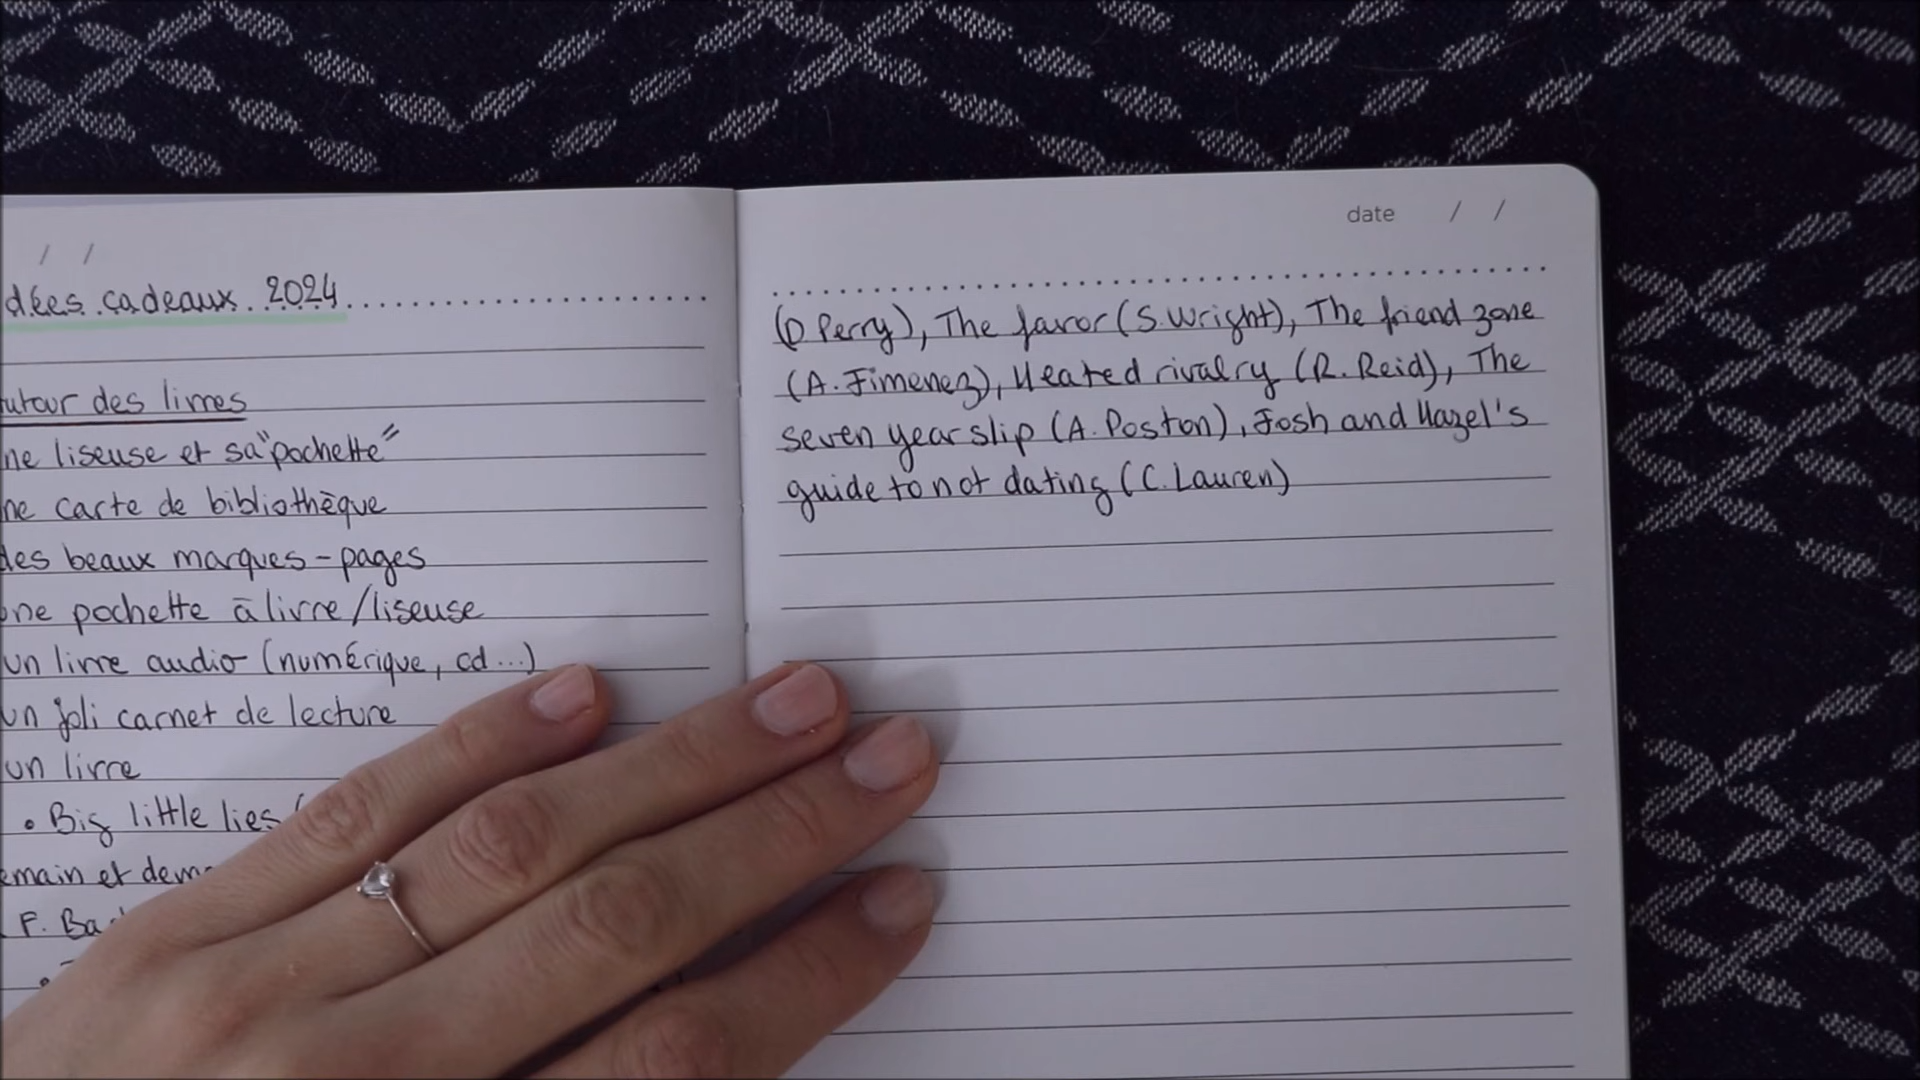 / /
dées cadeaux 2024
utour des livres
ne liseuse et sa "pochette"
ne carte de bibliothèque
des beaux marques-pages
une pochette à livre/liseuse
un livre audio (numérique, cd...)
un joli carnet de lecture
un livre
• Big little lies (
emain et dem
F. Ba
date / /
(D Perry), The favor (S. Wright), The friend zone
(A. Jimenez), Heated rivalry (R. Reid), The
seven year slip (A. Poston), Josh and Hazel's
guide to not dating (C. Lauren)